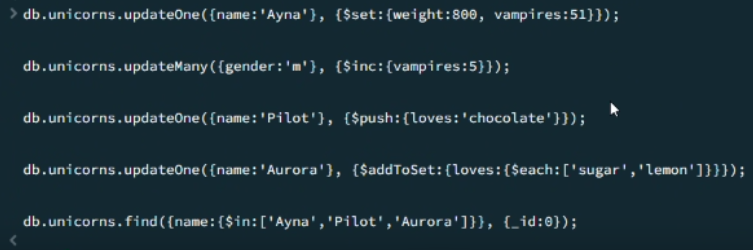 db.unicorns.updateOne({name:'Ayna'}, {$set:{weight:800, vampires:51}});
db.unicorns.updateMany({gender:'m'}, {$inc:{vampires:5}});
db.unicorns.updateOne({name:'Pilot'}, {$push:{loves:'chocolate'}});
db.unicorns.updateOne({name:'Aurora'}, {$addToSet:{loves:{$each:['sugar','lemon']}}});
db.unicorns.find({name:{$in:['Ayna','Pilot','Aurora']}}, {_id:0});